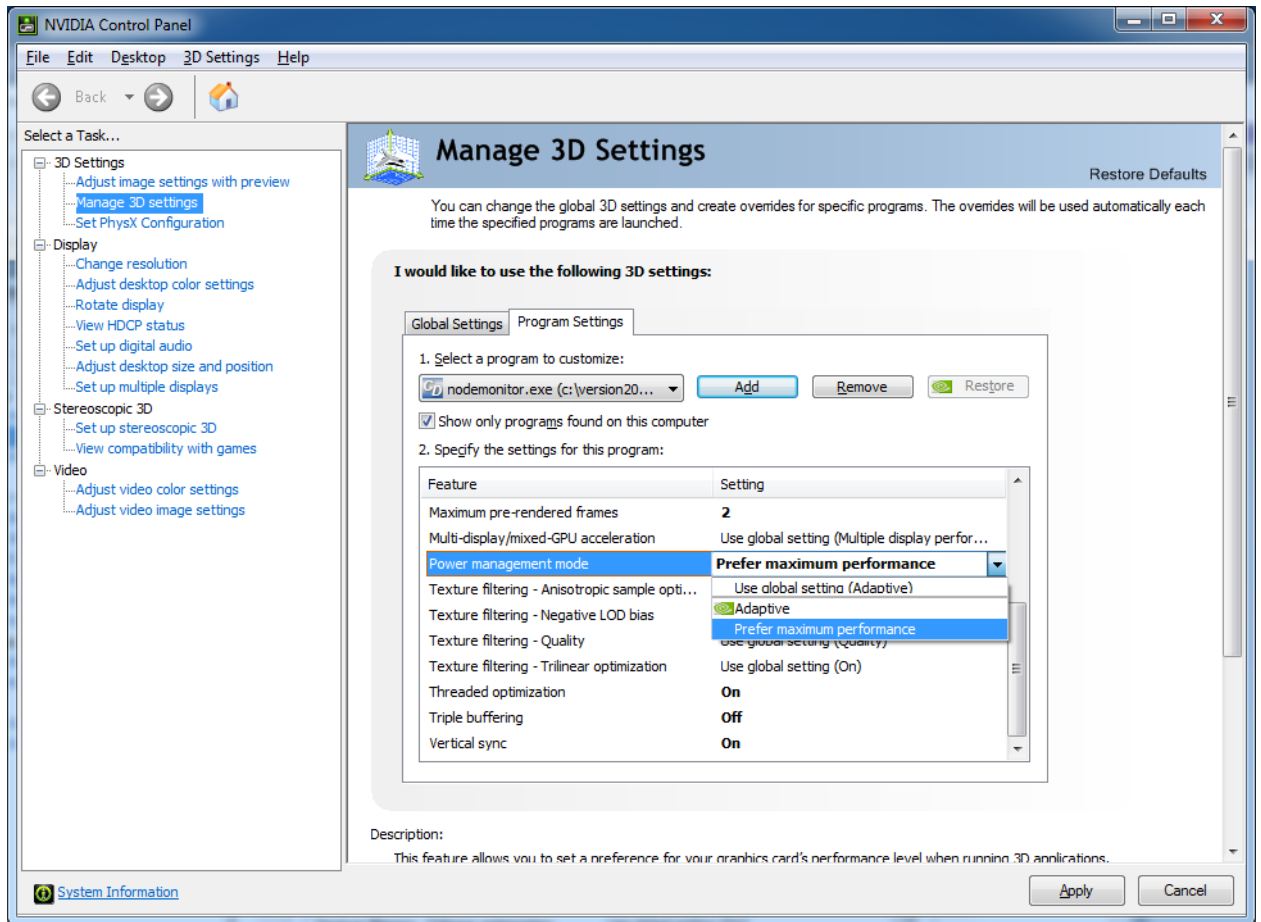 NVIDIA Control Panel
File Edit Desktop 3D Settings Help
Back
Select a Task...
3D Settings
Adjust image settings with preview
Manage 3D settings
Set PhysX Configuration
Display
Change resolution
Adjust desktop color settings
Rotate display
View HDCP status
Set up digital audio
Adjust desktop size and position
Set up multiple displays
Stereoscopic 3D
Set up stereoscopic 3D
View compatibility with games
Video
Adjust video color settings
Adjust video image settings
Manage 3D Settings
Restore Defaults
You can change the global 3D settings and create overrides for specific programs. The overrides will be used automatically each
time the specified programs are launched.
I would like to use the following 3D settings:
Global Settings Program Settings
1. Select a program to customize:
nodemonitor.exe (c:\version20... Add Remove Restore
Show only programs found on this computer
2. Specify the settings for this program:
Feature Setting
Maximum pre-rendered frames 2
Multi-display/mixed-GPU acceleration Use global setting (Multiple display perfor...
Power management mode Prefer maximum performance
Texture filtering - Anisotropic sample opti... Use global setting (Adaptive)
Adaptive
Texture filtering - Negative LOD bias
Prefer maximum performance
Texture filtering - Quality Use global setting (Quality)
Texture filtering - Trilinear optimization Use global setting (On)
Threaded optimization On
Triple buffering Off
Vertical sync On
Description:
This feature allows you to set a preference for your graphics card's performance level when running 3D applications.
System Information
Apply Cancel